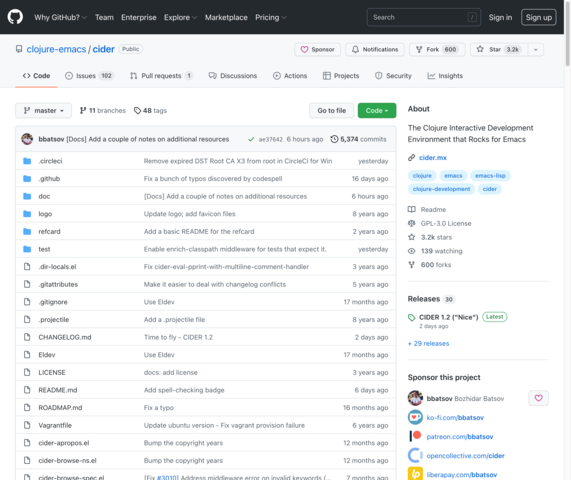 Why GitHub? Team Enterprise Explore Marketplace Pricing Search / Sign in Sign up
clojure-emacs / cider Public Sponsor Notifications Fork 600 Star 3.2k
Code Issues 102 Pull requests 1 Discussions Actions Projects Security Insights
master 11 branches 48 tags Go to file Code
bbatsov [Docs] Add a couple of notes on additional resources ae37642 6 hours ago 5,374 commits
.circleci Remove expired DST Root CA X3 from root in CircleCi for Win yesterday
.github Fix a bunch of typos discovered by codespell 16 days ago
doc [Docs] Add a couple of notes on additional resources 6 hours ago
logo Update logo; add favicon files 8 years ago
refcard Add a basic README for the refcard 2 years ago
test Enable enrich-classpath middleware for tests that expect it. yesterday
.dir-locals.el Fix cider-eval-pprint-with-multiline-comment-handler 3 years ago
.gitattributes Make it easier to deal with changelog conflicts 5 years ago
.gitignore Use Eldev 17 months ago
.projectile Add a .projectile file 8 years ago
CHANGELOG.md Time to fly - CIDER 1.2 2 days ago
Eldev Use Eldev 17 months ago
LICENSE docs: add license 3 years ago
README.md Add spell-checking badge 6 days ago
ROADMAP.md Fix a typo 16 months ago
Vagrantfile Update ubuntu version - Fix vagrant provision failure 6 years ago
cider-apropos.el Bump the copyright years 12 months ago
cider-browse-ns.el Bump the copyright years 12 months ago
cider-browse-spec.el [Fix #3010] Address middleware error on invalid keywords (… 7 months ago
About
The Clojure Interactive Development
Environment that Rocks for Emacs
cider.mx
clojure emacs emacs-lisp
clojure-development cider
Readme
GPL-3.0 License
3.2k stars
139 watching
600 forks
Releases 30
CIDER 1.2 ("Nice") Latest
2 days ago
+ 29 releases
Sponsor this project
bbatsov Bozhidar Batsov
ko-fi.com/bbatsov
patreon.com/bbatsov
opencollective.com/cider
liberapay.com/bbatsov